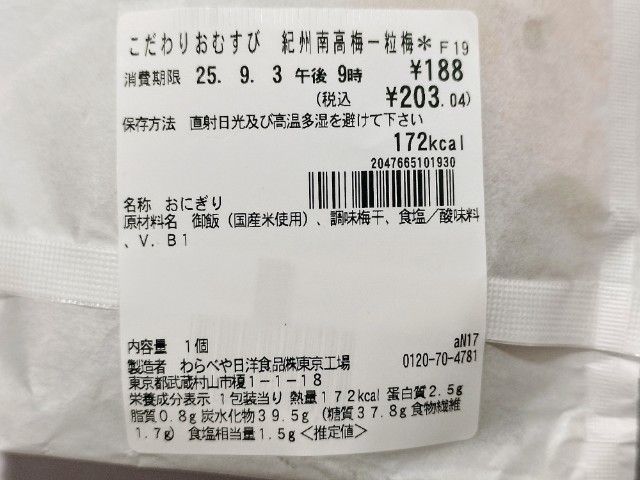 こだわりおむすび 紀州南高梅一粒梅* F19
消費期限 25. 9. 3 午後 9時 ¥188
(税込 ¥203.04)
保存方法 直射日光及び高温多湿を避けて下さい
172kcal
2047665101930
名称 おにぎり
原材料名 御飯(国産米使用)、調味梅干、食塩/酸味料
、V.B1
内容量 1個 aN17
製造者 わらべや日洋食品㈱東京工場 0120-70-4781
東京都武蔵村山市榎1-1-18
栄養成分表示 1包装当り 熱量172kcal 蛋白質2.5g
脂質0.8g 炭水化物39.5g (糖質37.8g 食物繊維
1.7g) 食塩相当量1.5g<推定値>